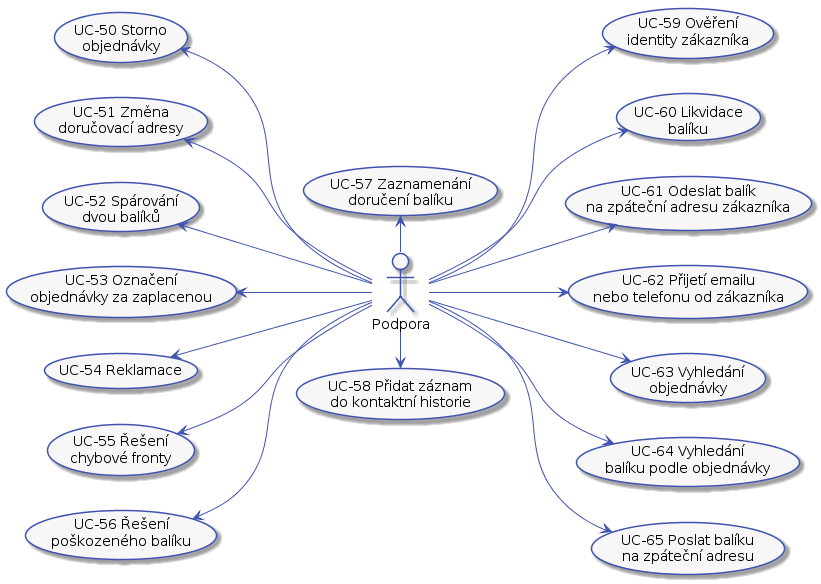 UC-50 Storno
objednávky
UC-51 Změna
doručovací adresy
UC-52 Spárování
dvou balíků
UC-53 Označení
objednávky za zaplacenou
UC-54 Reklamace
UC-55 Řešení
chybové fronty
UC-56 Řešení
poškozeného balíku
UC-57 Zaznamenání
doručení balíku
Podpora
UC-58 Přidat záznam
do kontaktní historie
UC-59 Ověření
identity zákazníka
UC-60 Likvidace
balíku
UC-61 Odeslat balík
na zpáteční adresu zákazníka
UC-62 Přijetí emailu
nebo telefonu od zákazníka
UC-63 Vyhledání
objednávky
UC-64 Vyhledání
balíku podle objednávky
UC-65 Poslat balíku
na zpáteční adresu